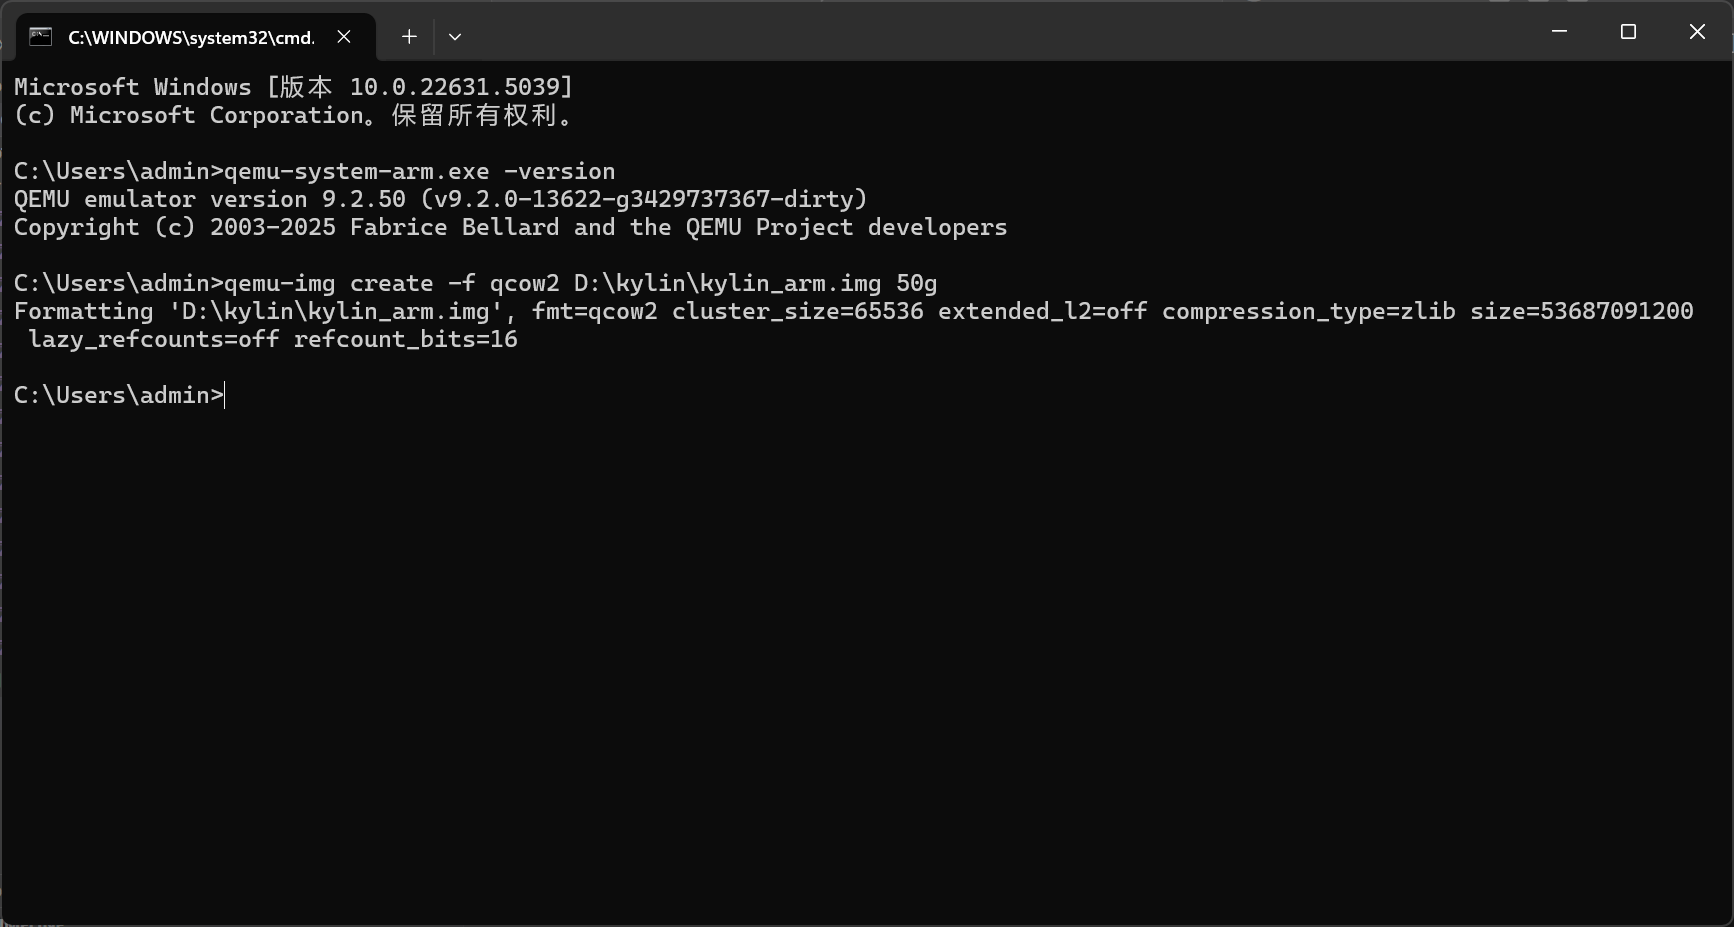 C:\WINDOWS\system32\cmd.
Microsoft Windows [版本 10.0.22631.5039]
(c) Microsoft Corporation。保留所有权利。
C:\Users\admin>qemu-system-arm.exe -version
QEMU emulator version 9.2.50 (v9.2.0-13622-g3429737367-dirty)
Copyright (c) 2003-2025 Fabrice Bellard and the QEMU Project developers
C:\Users\admin>qemu-img create -f qcow2 D:\kylin\kylin_arm.img 50g
Formatting 'D:\kylin\kylin_arm.img', fmt=qcow2 cluster_size=65536 extended_l2=off compression_type=zlib size=53687091200
lazy_refcounts=off refcount_bits=16
C:\Users\admin>